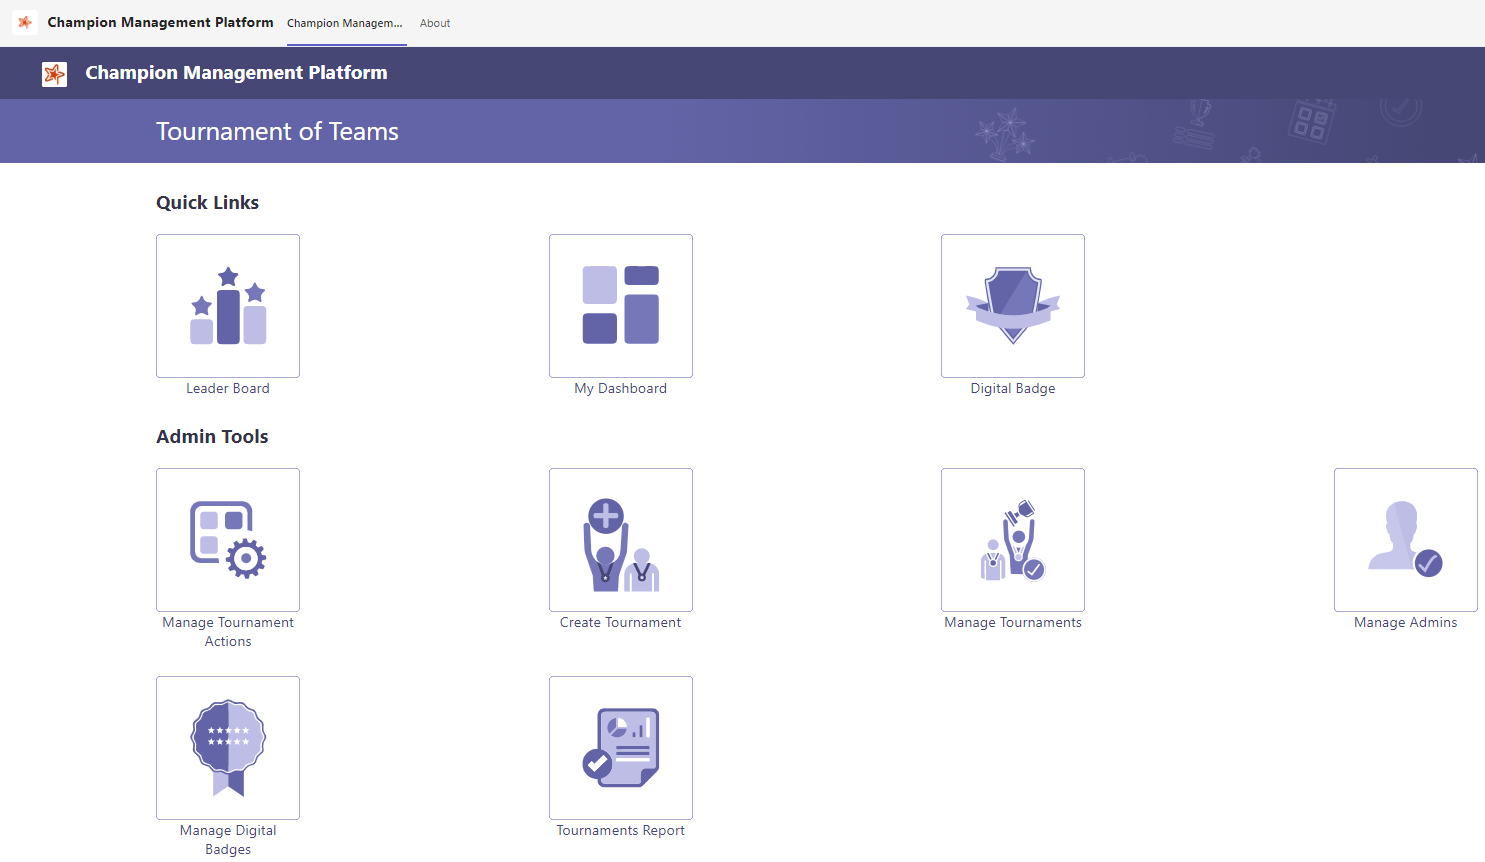 Champion Management Platform Champion Managem... About
Champion Management Platform
Tournament of Teams
Quick Links
Leader Board My Dashboard Digital Badge
Admin Tools
Manage Tournament Create Tournament Manage Tournaments Manage Admins
Actions
Manage Digital Tournaments Report
Badges